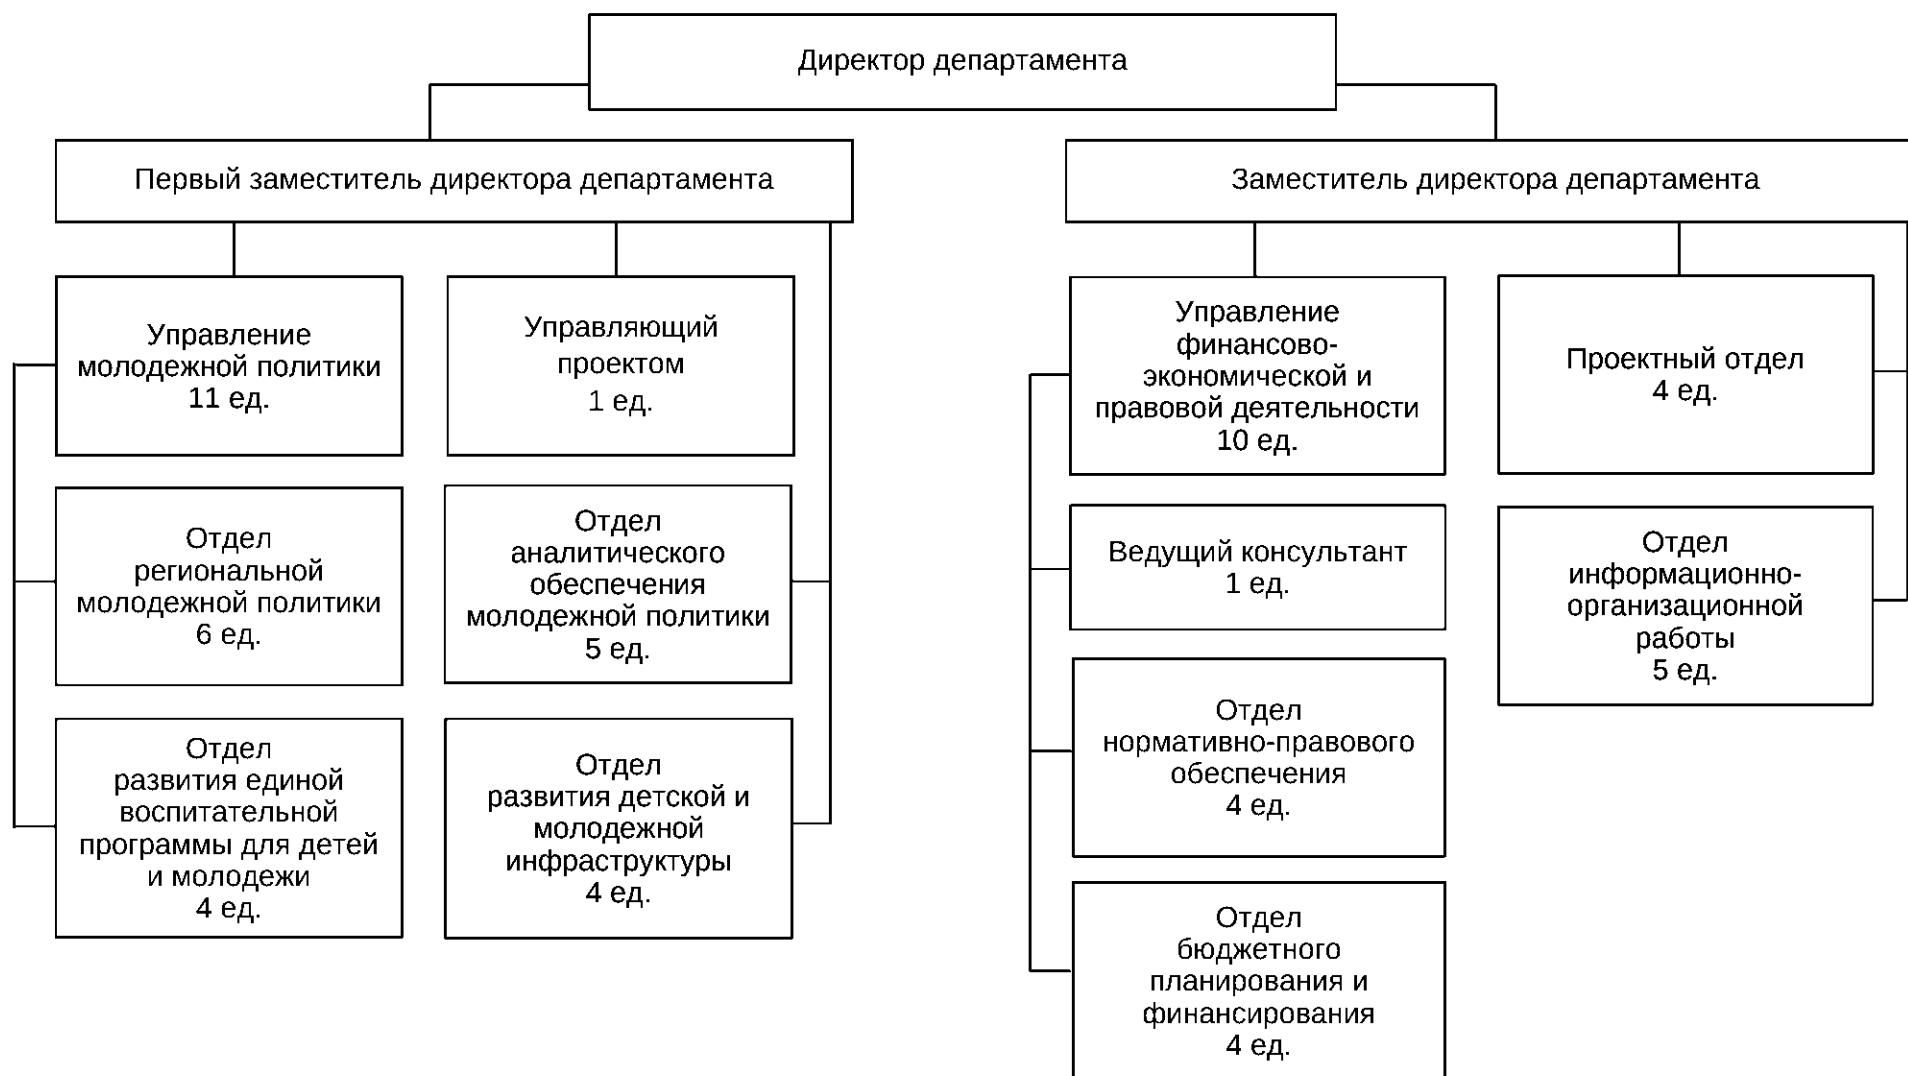 Директор департамента
Первый заместитель директора департамента
Заместитель директора департамента
Управление
молодежной политики
11 ед.
Управляющий
проектом
1 ед.
Управление
финансово-
экономической и
правовой деятельности
10 ед.
Проектный отдел
4 ед.
Отдел
региональной
молодежной политики
6 ед.
Отдел
аналитического
обеспечения
молодежной политики
5 ед.
Ведущий консультант
1 ед.
Отдел
информационно-
организационной
работы
5 ед.
Отдел
развития единой
воспитательной
программы для детей
и молодежи
4 ед.
Отдел
развития детской и
молодежной
инфраструктуры
4 ед.
Отдел
нормативно-правового
обеспечения
4 ед.
Отдел
бюджетного
планирования и
финансирования
4 ед.